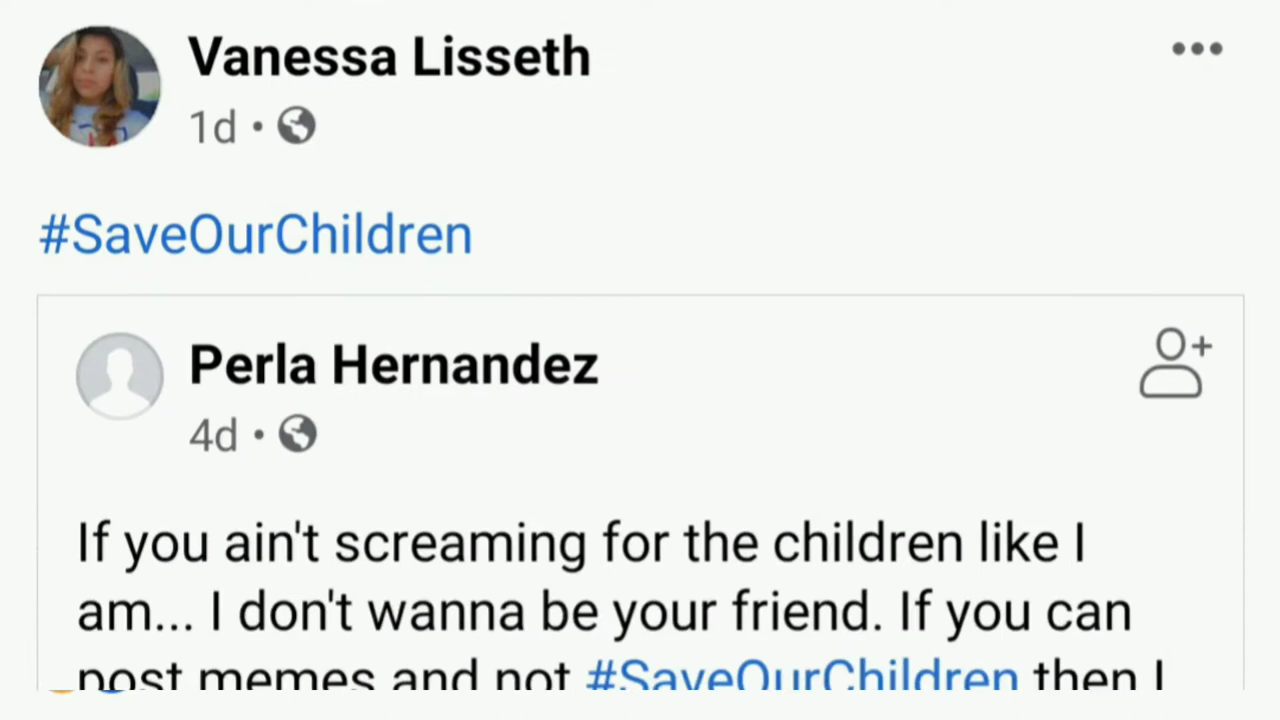 Vanessa Lisseth
1d •
#SaveOurChildren
Perla Hernandez
4d •
If you ain't screaming for the children like I
am... I don't wanna be your friend. If you can
post memes and not #SaveOurChildren then I